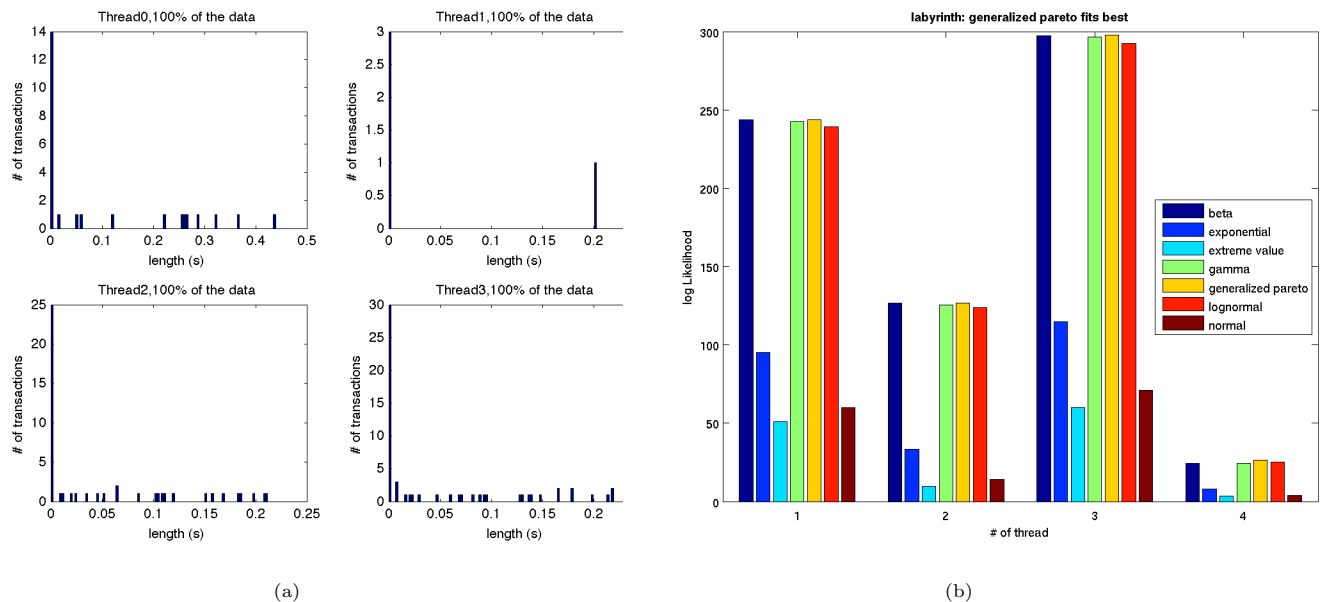 Thread0,100% of the data
14
12
10
8
6
4
2
0
# of transactions
0 0.1 0.2 0.3 0.4 0.5
length (s)
Thread1,100% of the data
3
2.5
2
1.5
1
0.5
0
# of transactions
0 0.1 0.2
length (s)
Thread2,100% of the data
25
20
15
10
5
0
# of transactions
0 0.05 0.1 0.15 0.2 0.25
length (s)
Thread3,100% of the data
30
25
20
15
10
5
0
# of transactions
0 0.05 0.1 0.15 0.2
length (s)
(a)
labyrinth: generalized pareto fits best
300
250
200
150
100
50
0
log Likelihood
1 2 3 4
# of thread
beta
exponential
extreme value
gamma
generalized pareto
lognormal
normal
(b)